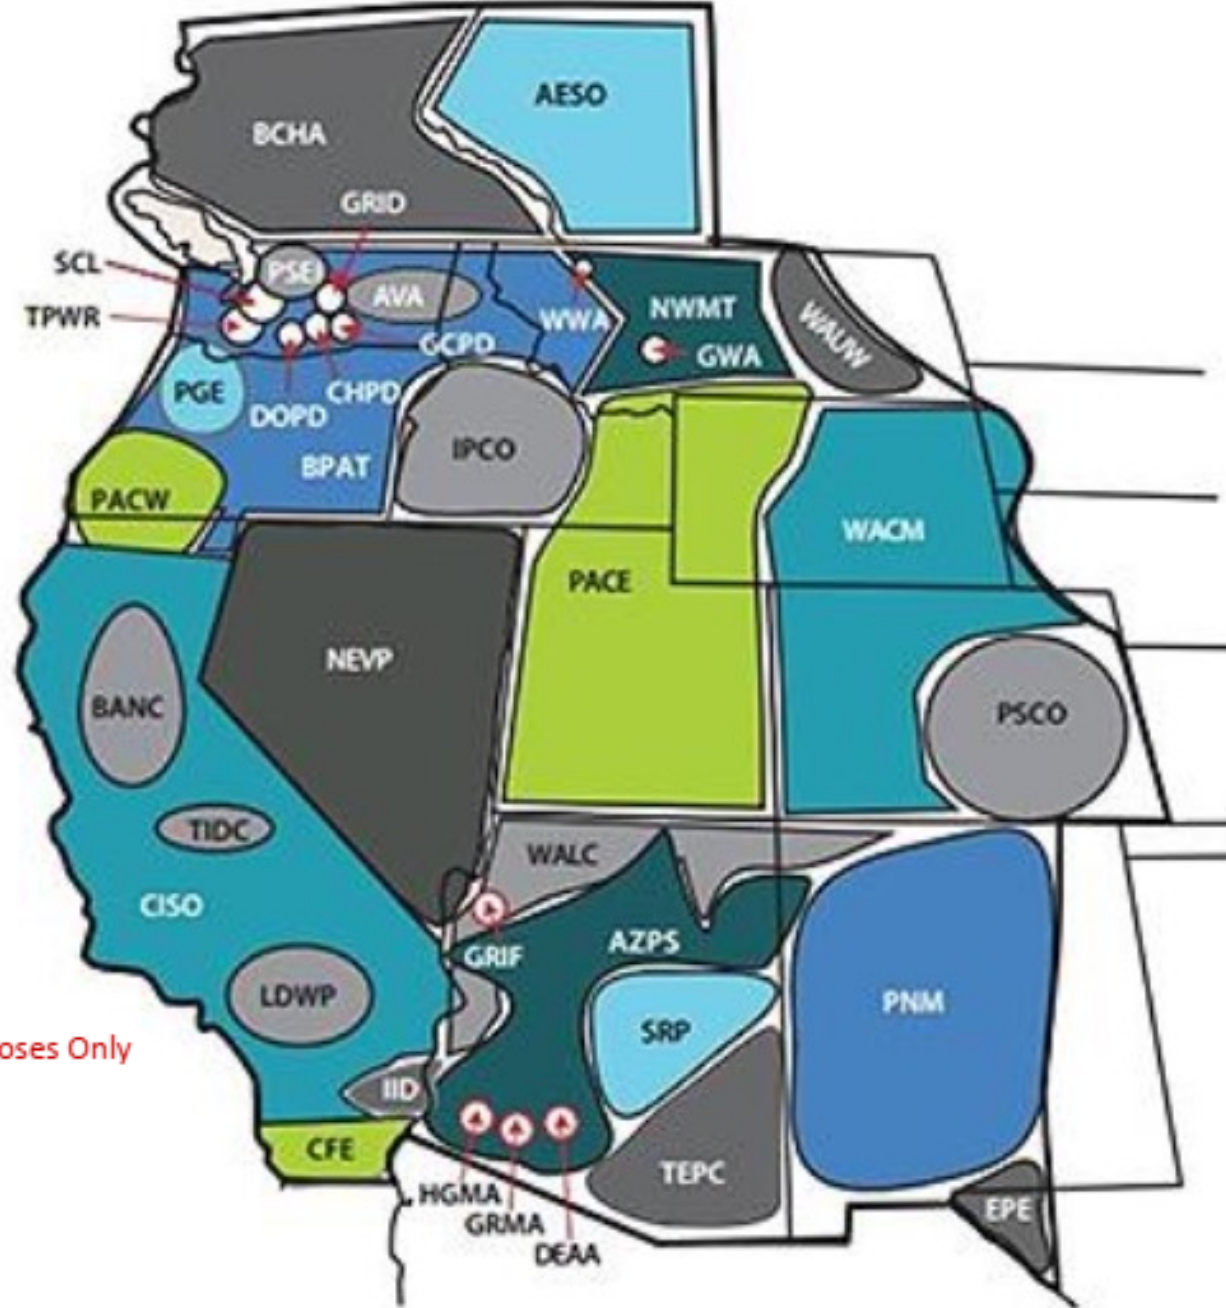 AESO
BCHA
GRID
SCL
PSEI
AVA
TPWR
WWA
NWMT
WAUW
GCPD
GWA
PGE
CHPD
DOPD
IPCO
BPAT
PACW
WACM
PACE
NEVP
BANC
PSCO
TIDC
WALC
CISO
GRIF
AZPS
LDWP
PNM
SRP
oses Only
IID
CFE
TEPC
HGMA
GRMA
EPE
DEAA